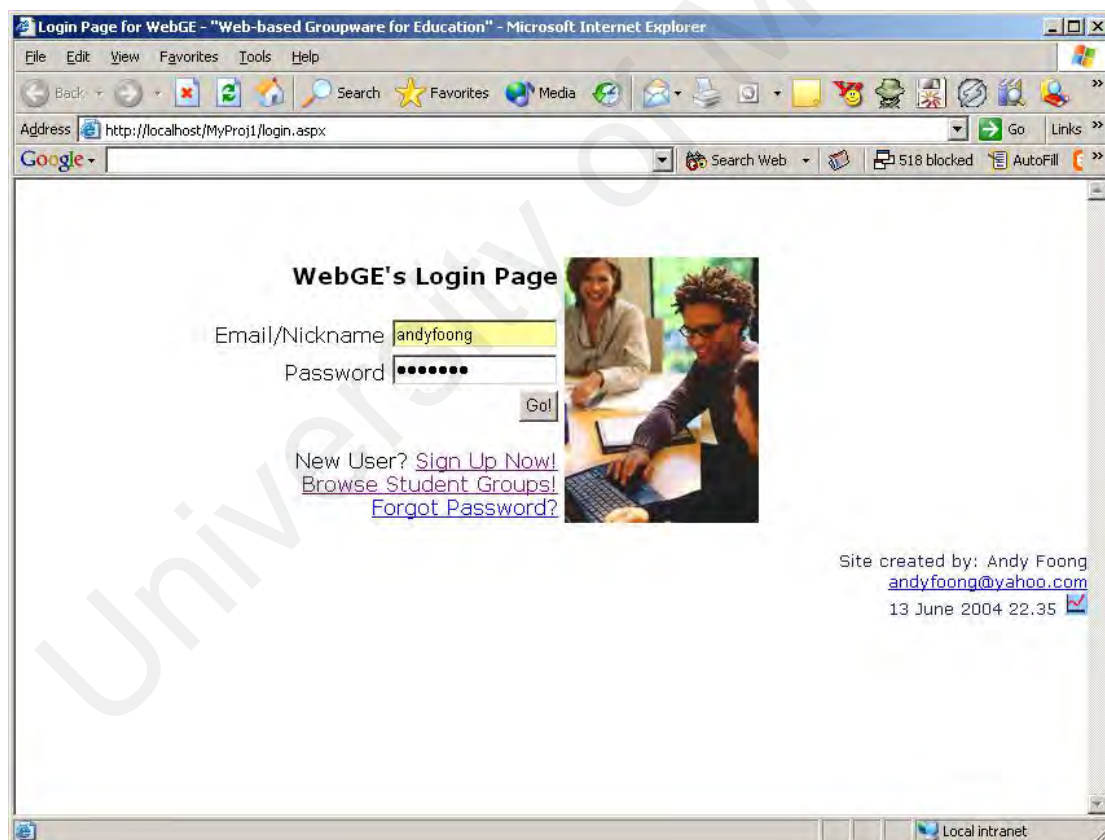 Login Page for WebGE - "Web-based Groupware for Education" - Microsoft Internet Explorer
File Edit View Favorites Tools Help
Back Search Favorites Media »
Address http://localhost/MyProj1/login.aspx Go Links »
Google Search Web 518 blocked AutoFill »
WebGE's Login Page
Email/Nickname andyfoong
Password •••••••
Go!
New User? Sign Up Now!
Browse Student Groups!
Forgot Password?
Site created by: Andy Foong
andyfoong@yahoo.com
13 June 2004 22.35
Local intranet
University of